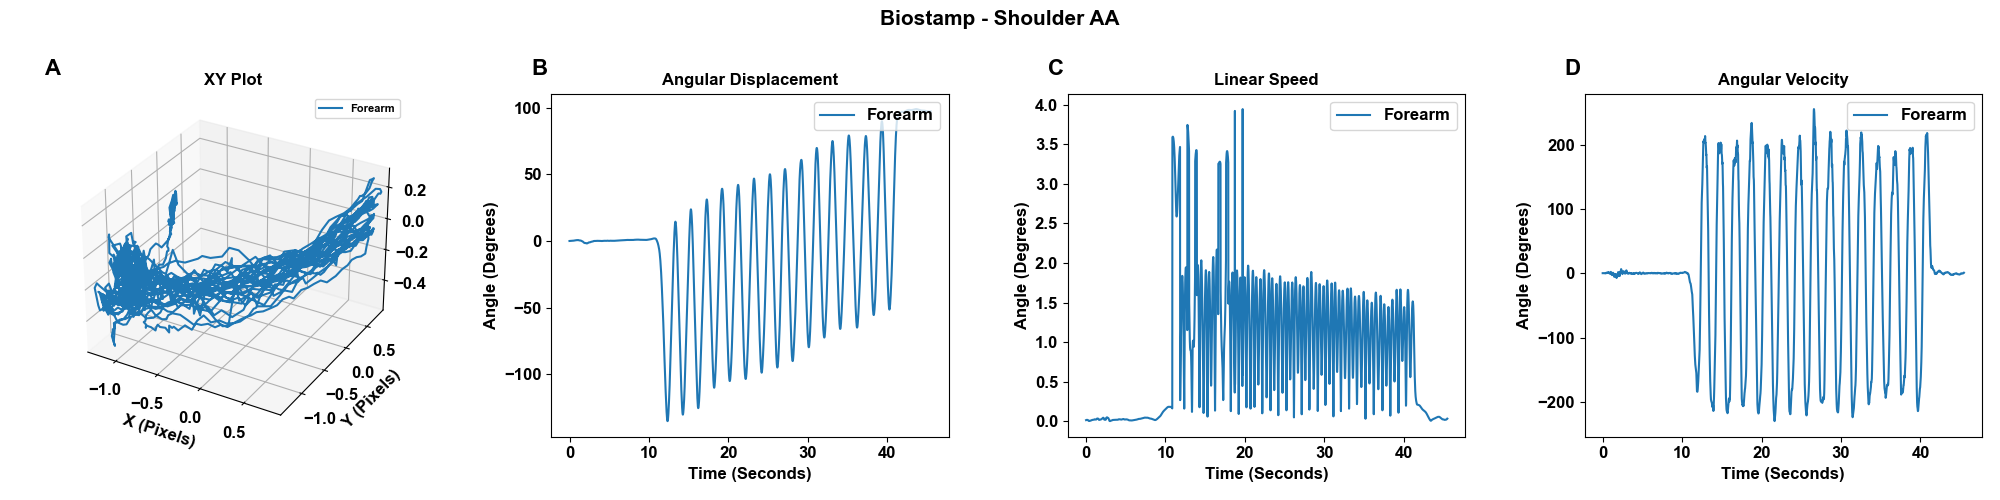 Biostamp - Shoulder AA
A
XY Plot
Forearm
0.2
0.0
−0.2
−0.4
0.5
0.0
−0.5
−1.0
Y (Pixels)
−1.0
−0.5
0.0
0.5
X (Pixels)
B
Angular Displacement
Forearm
100
50
0
−50
−100
Angle (Degrees)
0 10 20 30 40
Time (Seconds)
C
Linear Speed
Forearm
4.0
3.5
3.0
2.5
2.0
1.5
1.0
0.5
0.0
Angle (Degrees)
0 10 20 30 40
Time (Seconds)
D
Angular Velocity
Forearm
200
100
0
−100
−200
Angle (Degrees)
0 10 20 30 40
Time (Seconds)